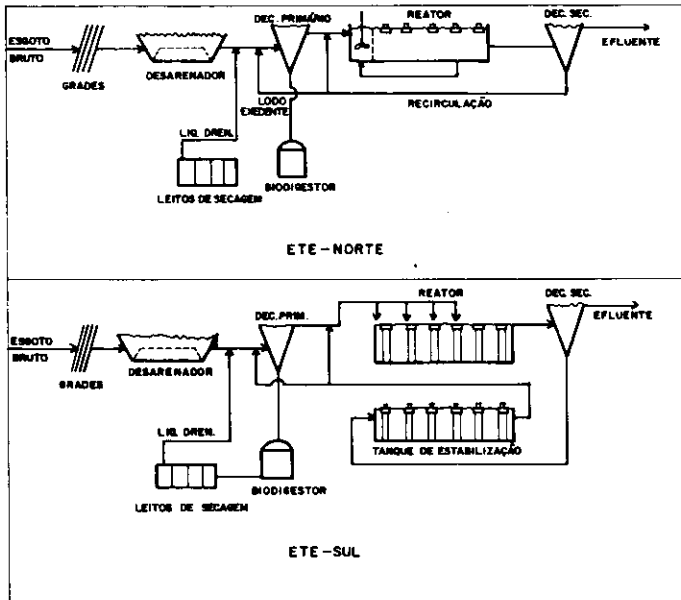 DEC. PRIMÁRIO
REATOR
DEC. SEC.
EFLUENTE
ESGOTO
BRUTO
GRADES
DESARENADOR
LODO
EXEDENTE
RECIRCULAÇÃO
LIQ. DREN.
LEITOS DE SECAGEM
BIODIGESTOR
ETE-NORTE
DEC. PRIM.
REATOR
DEC. SEC.
EFLUENTE
ESGOTO
BRUTO
GRADES
DESARENADOR
LIQ. DREN.
TANQUE DE ESTABILIZAÇÃO
BIODIGESTOR
LEITOS DE SECAGEM
ETE-SUL